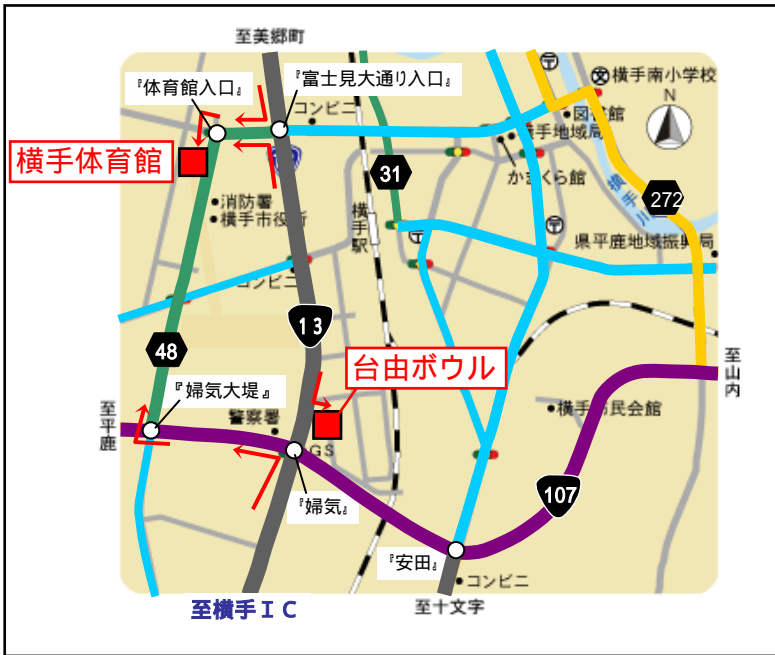 至美郷町
『体育館入口』
『富士見大通り入口』
コンビニ
横手南小学校
N
図書館
横手地域局
かまくら館
横手体育館
31
272
横手川
消防署
横手市役所
横手駅
県平鹿地域振興局
コンビニ
13
48
台由ボウル
至山内
『婦気大堤』
至平鹿
警察署
横手市民会館
GS
107
『婦気』
『安田』
コンビニ
至横手IC
至十文字